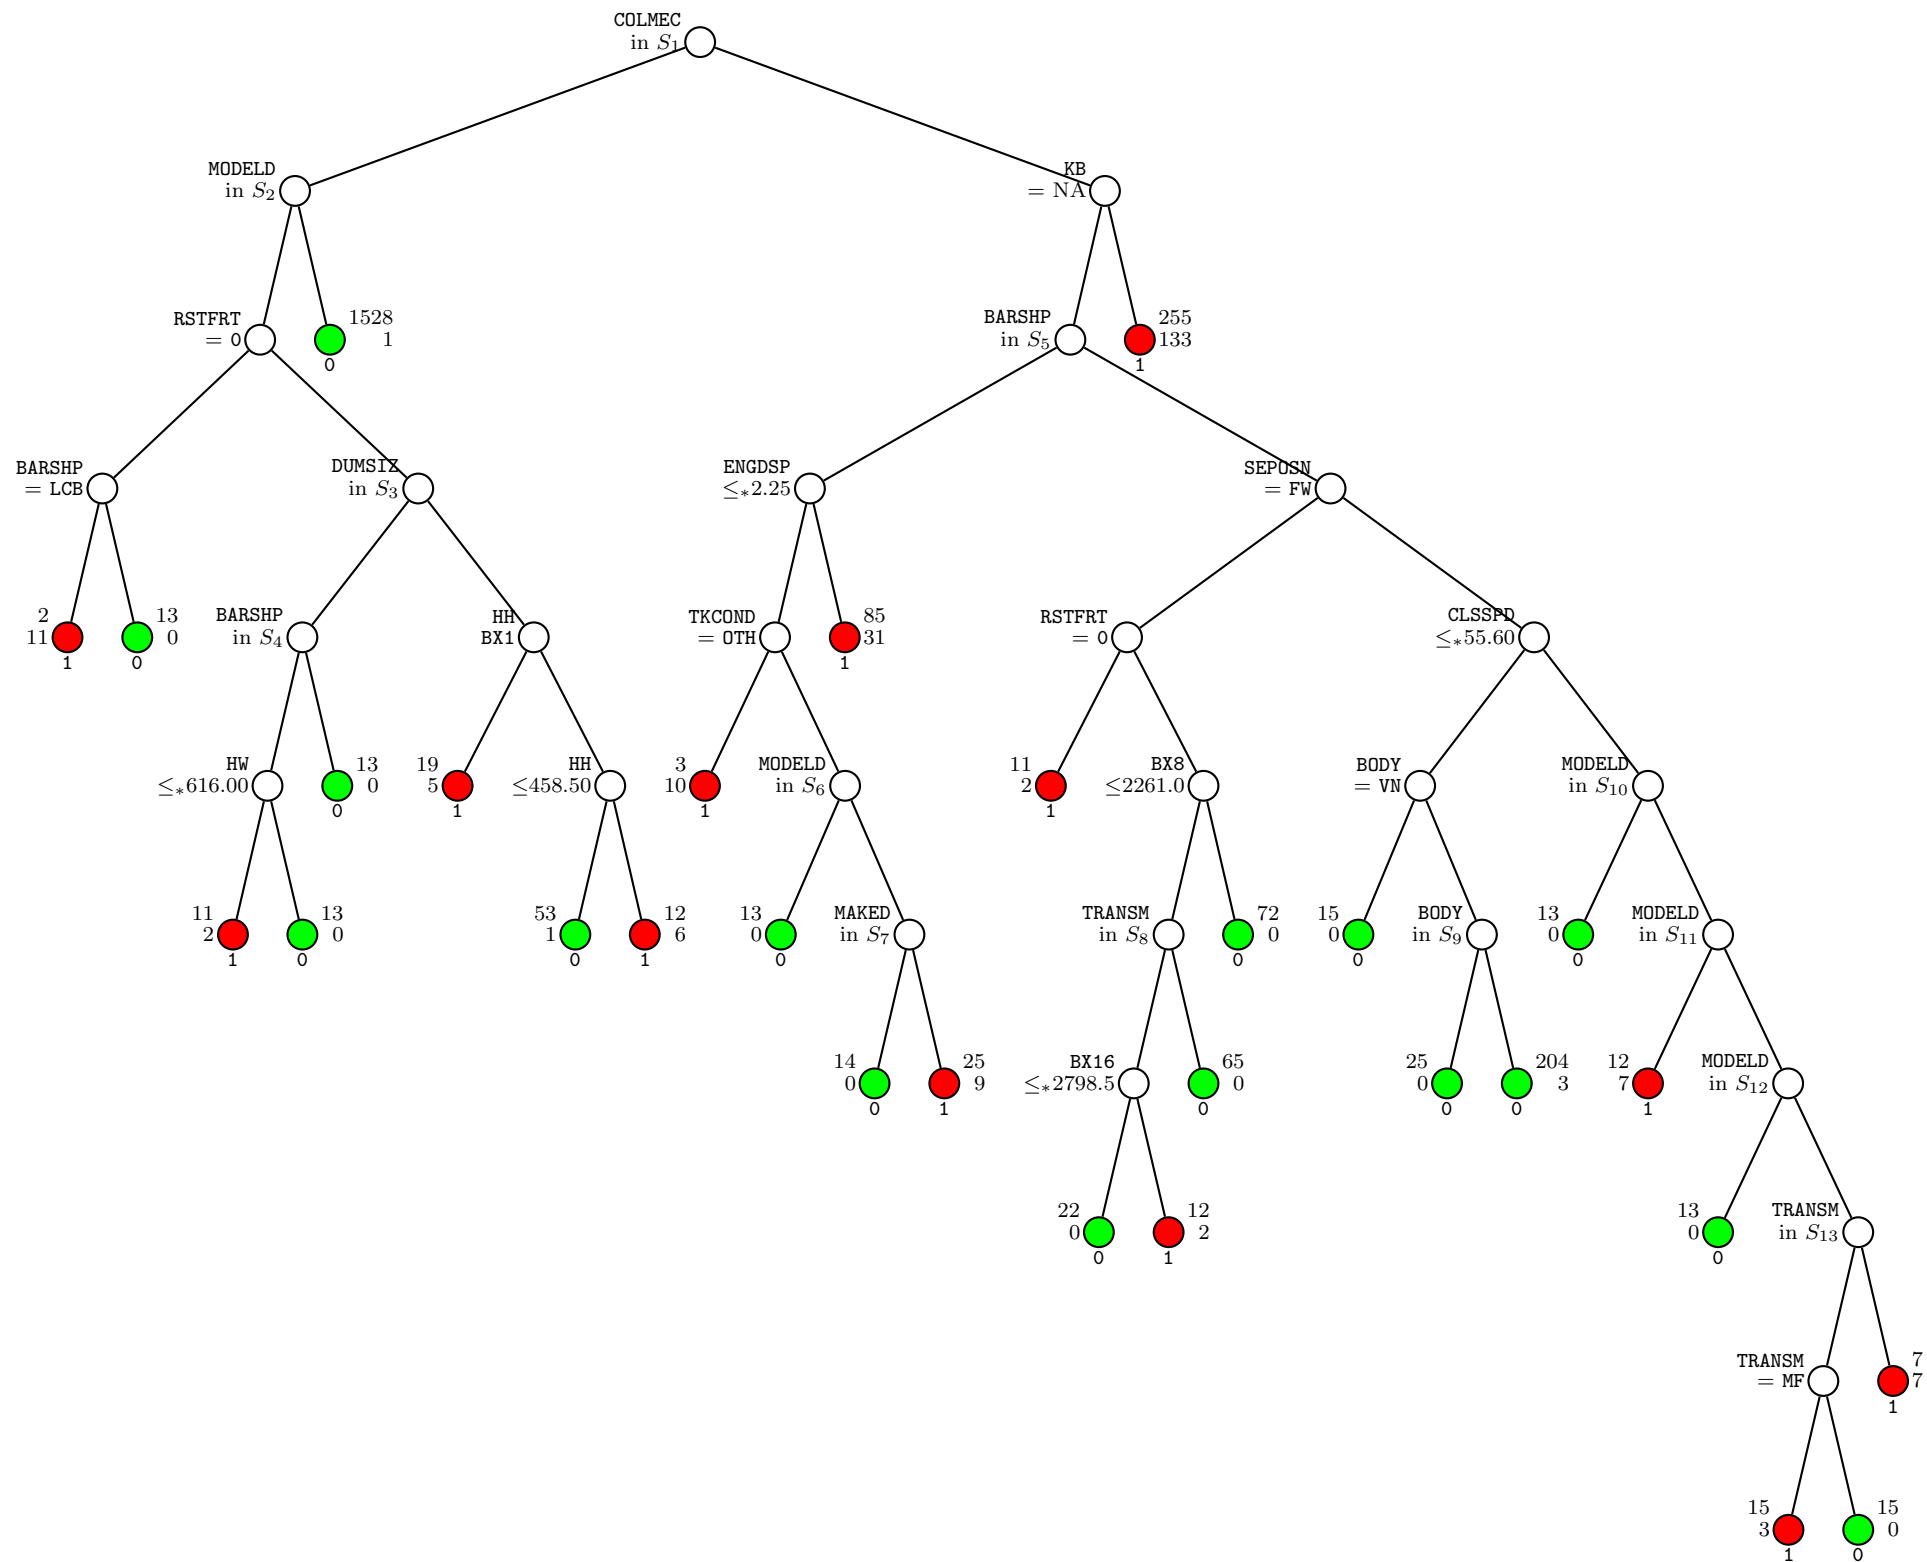 COLMEC
in S₁
MODELD
in S₂
KB
= NA
RSTFRT
= 0
1528
1
0
BARSHP
in S₅
255
133
1
BARSHP
= LCB
DUMSIZ
in S₃
ENGDSP
≤*2.25
SEPOSN
= FW
2
11
1
13
0
0
BARSHP
in S₄
HH
BX1
TKCOND
= OTH
85
31
1
RSTFRT
= 0
CLSSPD
≤*55.60
HW
≤*616.00
13
0
0
19
5
1
HH
≤458.50
3
10
1
MODELD
in S₆
11
2
1
BX8
≤2261.0
BODY
= VN
MODELD
in S₁₀
11
2
1
13
0
0
53
1
0
12
6
1
13
0
0
MAKED
in S₇
TRANSM
in S₈
72
0
0
15
0
0
BODY
in S₉
13
0
0
MODELD
in S₁₁
14
0
0
25
9
1
BX16
≤*2798.5
65
0
0
25
0
0
204
3
0
12
7
1
MODELD
in S₁₂
22
0
0
12
2
1
13
0
0
TRANSM
in S₁₃
TRANSM
= MF
7
7
1
15
3
1
15
0
0